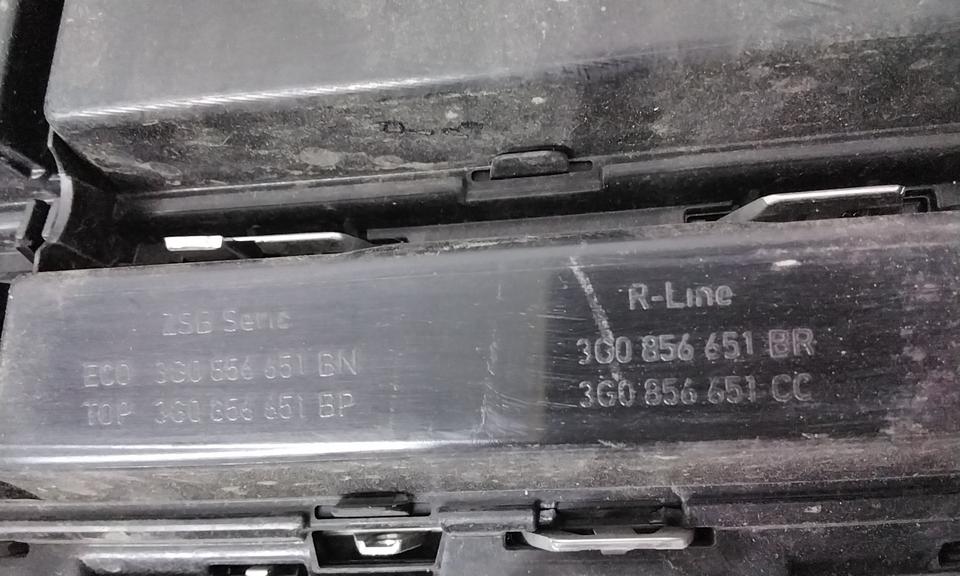 ZSB Serie
ECO 3G0 856 651 BN
TOP 3G0 856 651 BP
R-Line
3G0 856 651 BR
3G0 856 651 CC